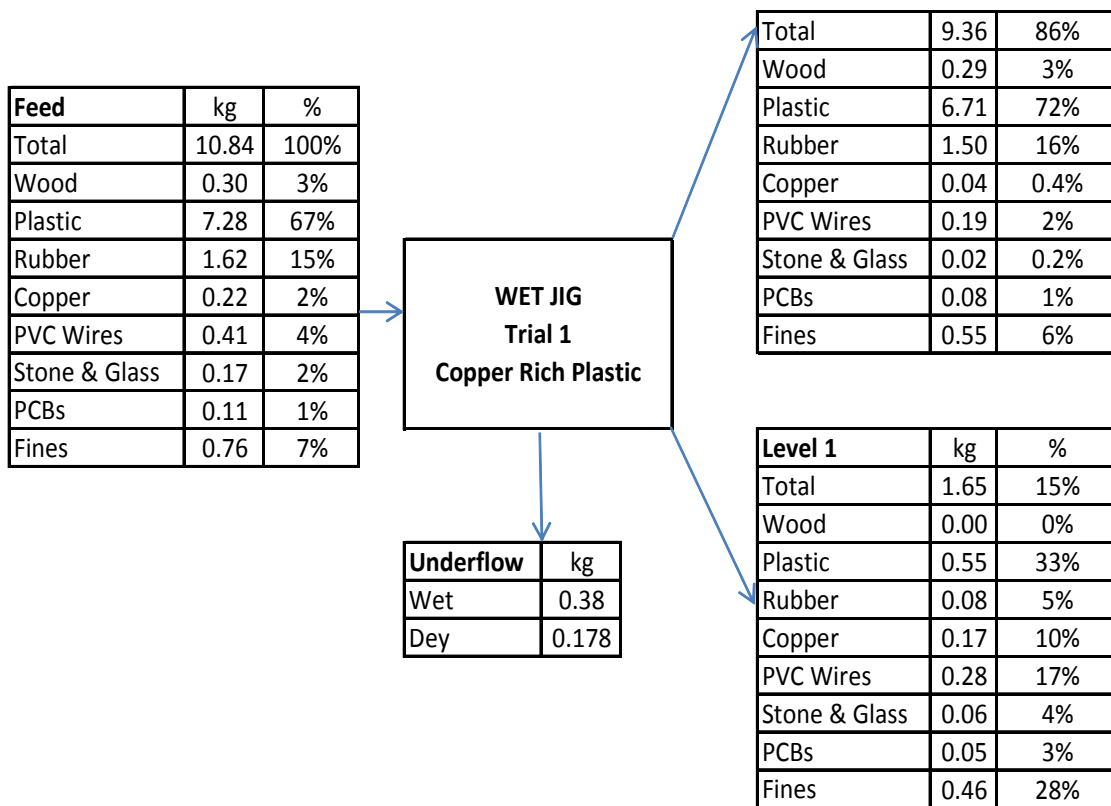 Feed kg %
Total 10.84 100%
Wood 0.30 3%
Plastic 7.28 67%
Rubber 1.62 15%
Copper 0.22 2%
PVC Wires 0.41 4%
Stone & Glass 0.17 2%
PCBs 0.11 1%
Fines 0.76 7%
WET JIG
Trial 1
Copper Rich Plastic
Underflow kg
Wet 0.38
Dey 0.178
Total 9.36 86%
Wood 0.29 3%
Plastic 6.71 72%
Rubber 1.50 16%
Copper 0.04 0.4%
PVC Wires 0.19 2%
Stone & Glass 0.02 0.2%
PCBs 0.08 1%
Fines 0.55 6%
Level 1 kg %
Total 1.65 15%
Wood 0.00 0%
Plastic 0.55 33%
Rubber 0.08 5%
Copper 0.17 10%
PVC Wires 0.28 17%
Stone & Glass 0.06 4%
PCBs 0.05 3%
Fines 0.46 28%